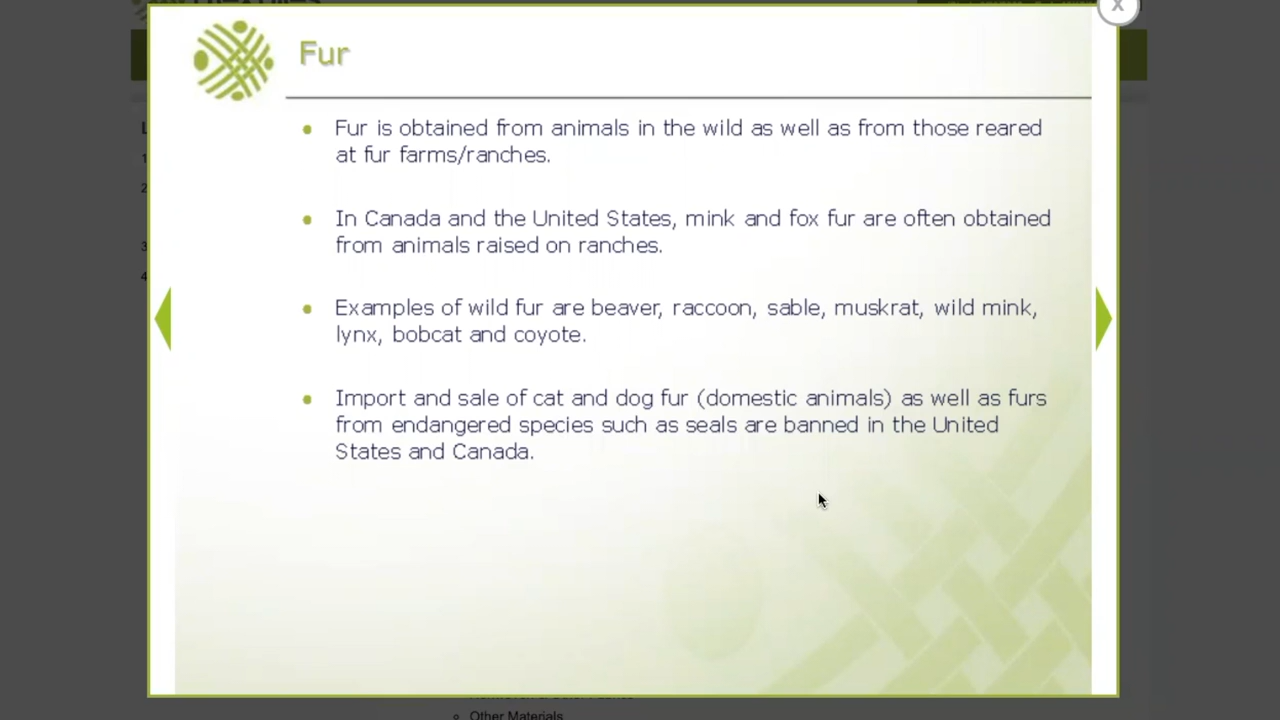 x
Fur
Fur is obtained from animals in the wild as well as from those reared
at fur farms/ranches.
In Canada and the United States, mink and fox fur are often obtained
from animals raised on ranches.
Examples of wild fur are beaver, raccoon, sable, muskrat, wild mink,
lynx, bobcat and coyote.
Import and sale of cat and dog fur (domestic animals) as well as furs
from endangered species such as seals are banned in the United
States and Canada.
Other Materials